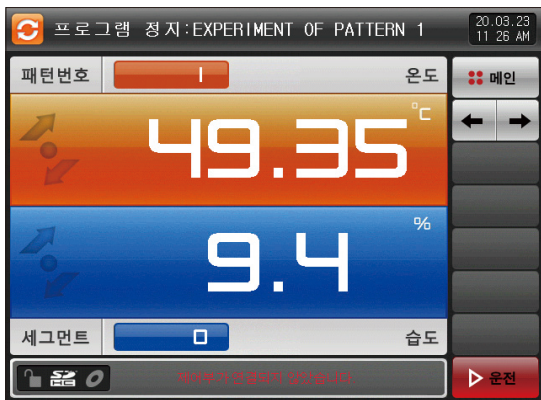 프로그램 정지:EXPERIMENT OF PATTERN 1
20.03.23
11 26 AM
패턴번호 1 온도
메인
℃
49.35
%
9.4
세그먼트 0 습도
SD HC
운전